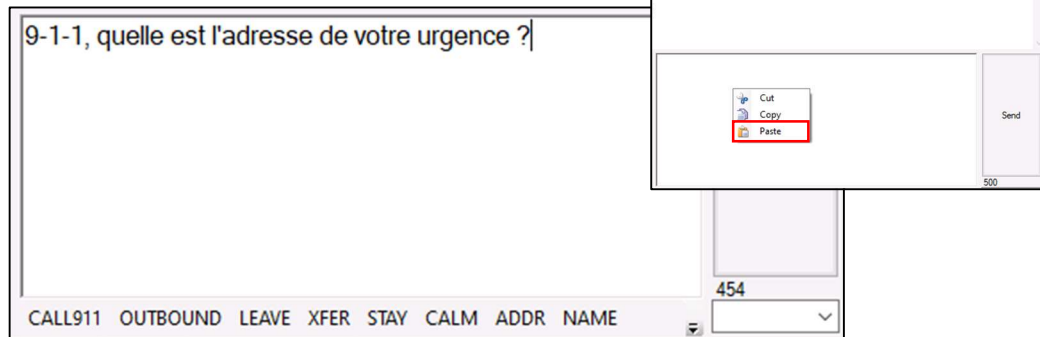 9-1-1, quelle est l'adresse de votre urgence ?
Cut
Copy
Paste
Send
500
454
CALL911 OUTBOUND LEAVE XFER STAY CALM ADDR NAME